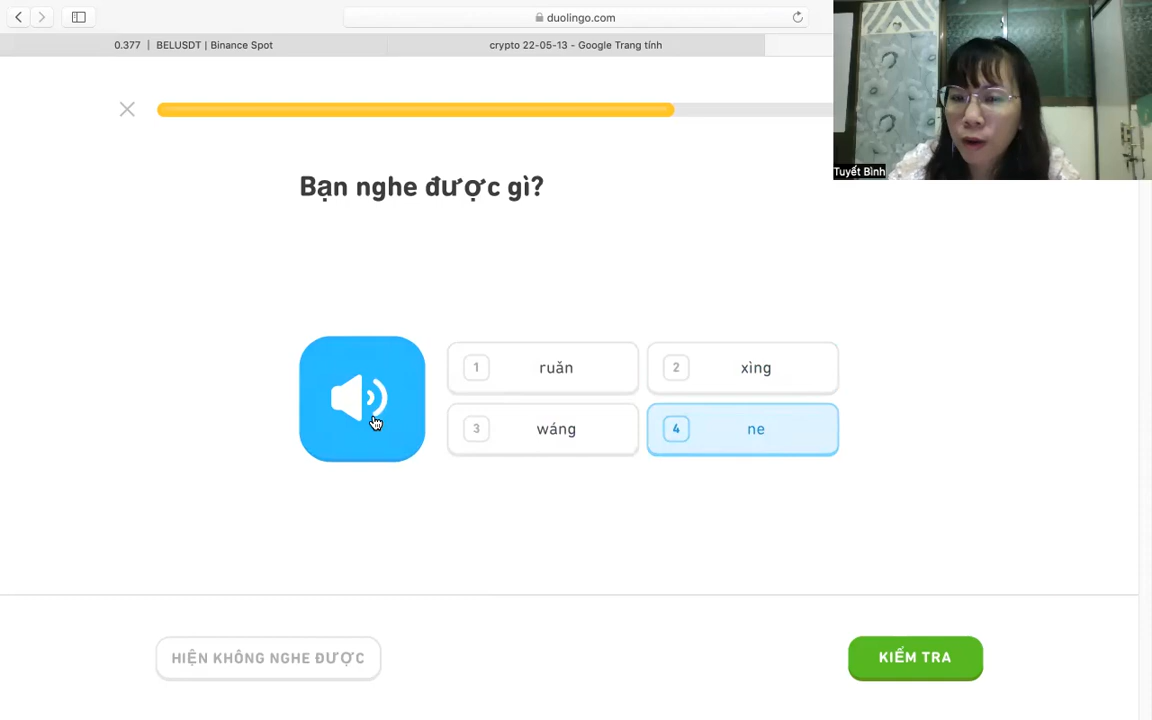 duolingo.com
0.377 | BELUSDT | Binance Spot
crypto 22-05-13 - Google Trang tính
Tuyết Bình
Bạn nghe được gì?
1 ruǎn
2 xìng
3 wáng
4 ne
HIỆN KHÔNG NGHE ĐƯỢC
KIỂM TRA